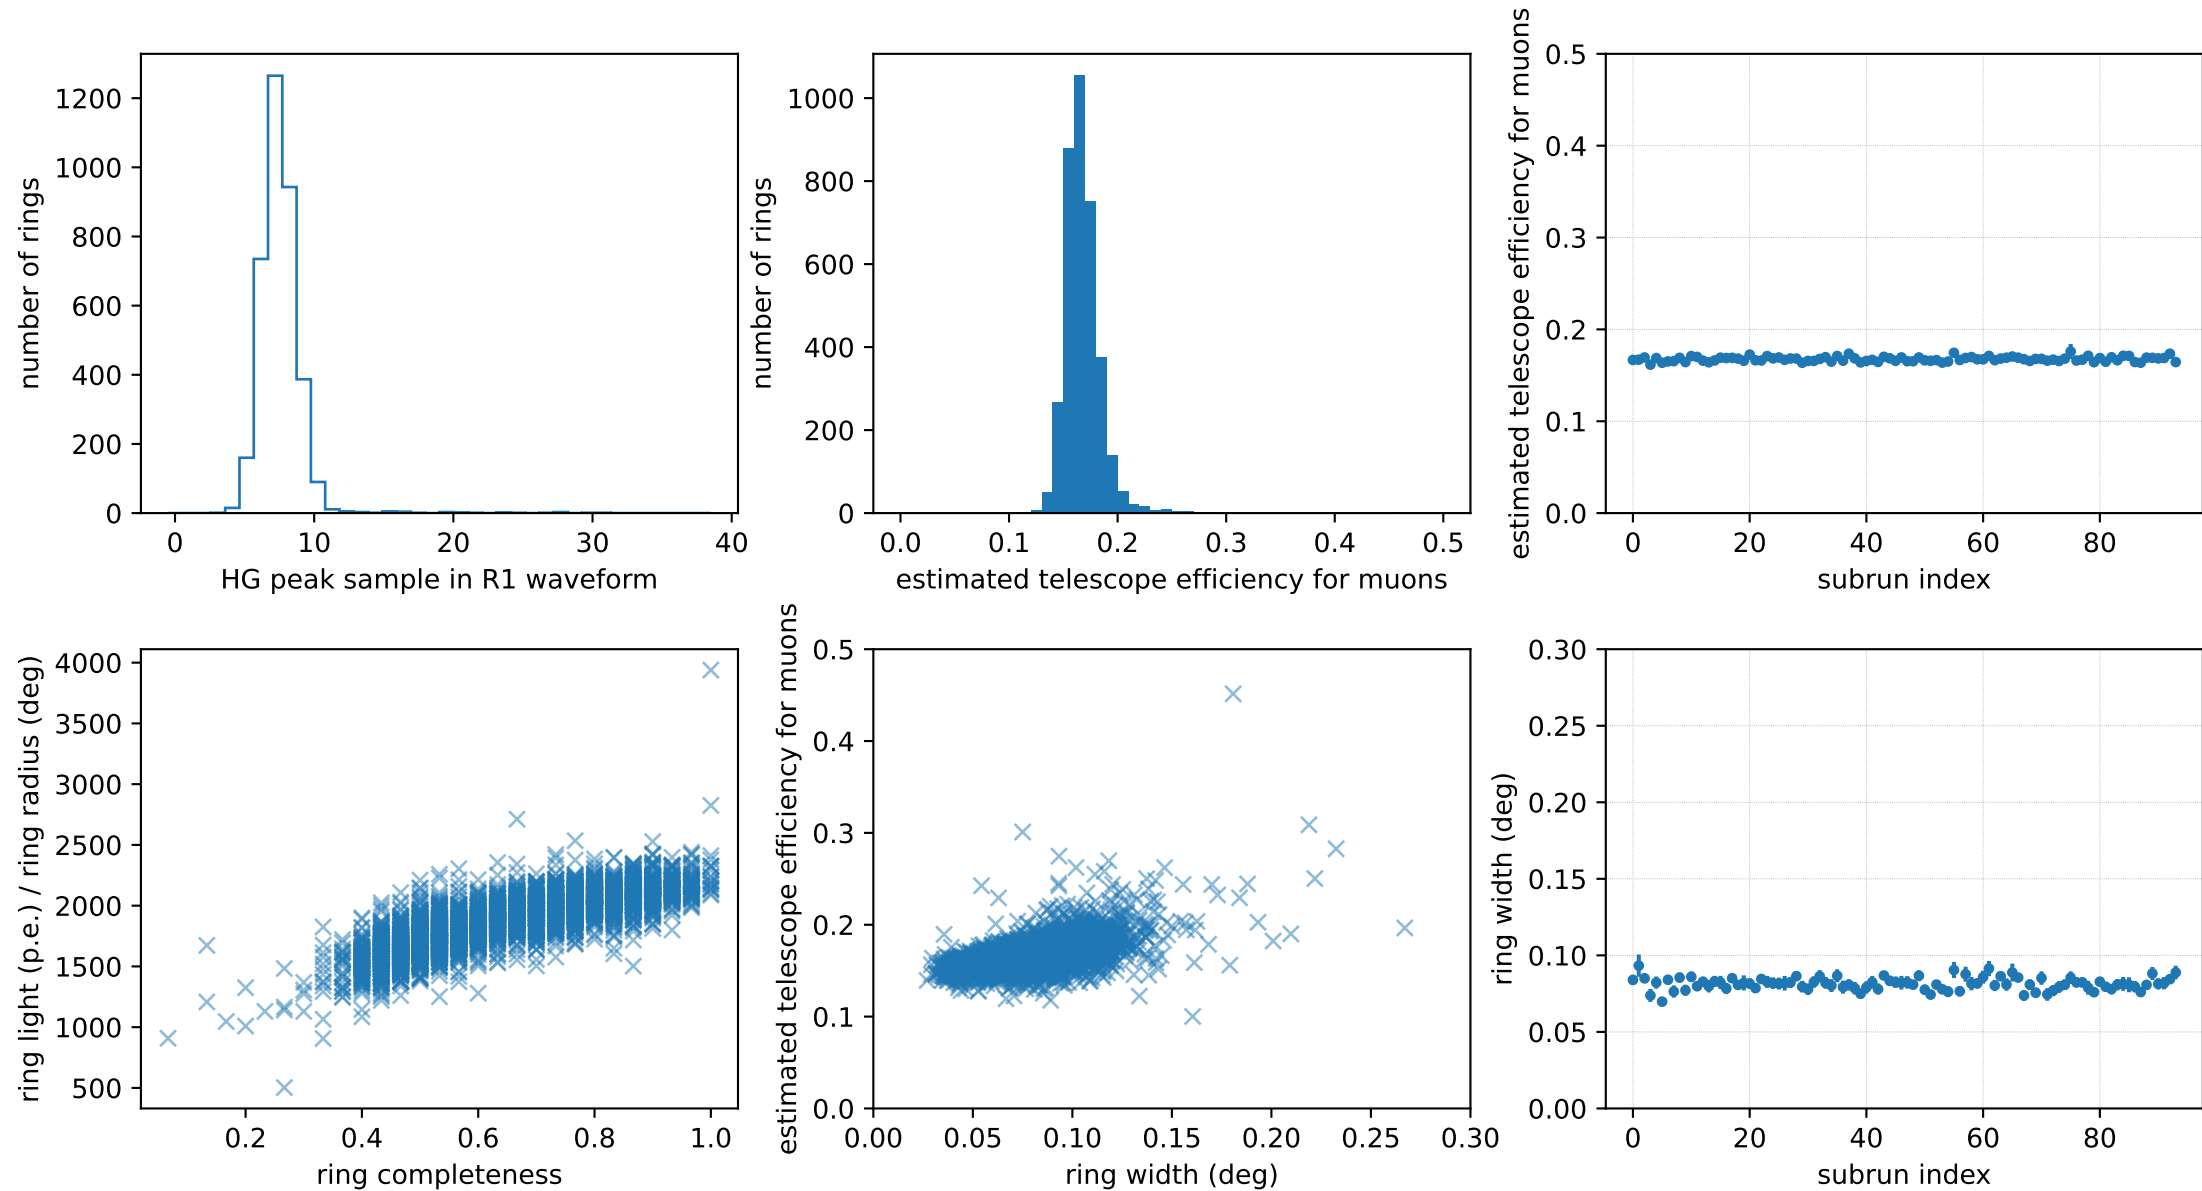 number of rings
1200
1000
800
600
400
200
0
0 10 20 30 40
HG peak sample in R1 waveform
number of rings
1000
800
600
400
200
0
0.0 0.1 0.2 0.3 0.4 0.5
estimated telescope efficiency for muons
estimated telescope efficiency for muons
0.5
0.4
0.3
0.2
0.1
0.0
0 20 40 60 80
subrun index
ring light (p.e.) / ring radius (deg)
4000
3500
3000
2500
2000
1500
1000
500
0.2 0.4 0.6 0.8 1.0
ring completeness
estimated telescope efficiency for muons
0.5
0.4
0.3
0.2
0.1
0.0
0.00 0.05 0.10 0.15 0.20 0.25 0.30
ring width (deg)
ring width (deg)
0.30
0.25
0.20
0.15
0.10
0.05
0.00
0 20 40 60 80
subrun index